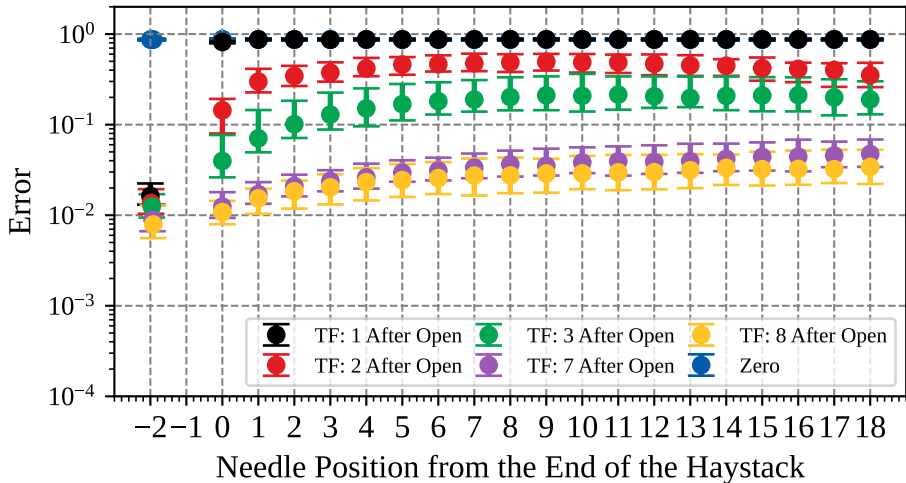 10⁰
10⁻¹
10⁻²
10⁻³
10⁻⁴
Error
TF: 1 After Open
TF: 3 After Open
TF: 8 After Open
TF: 2 After Open
TF: 7 After Open
Zero
−2 −1 0 1 2 3 4 5 6 7 8 9 10 11 12 13 14 15 16 17 18
Needle Position from the End of the Haystack